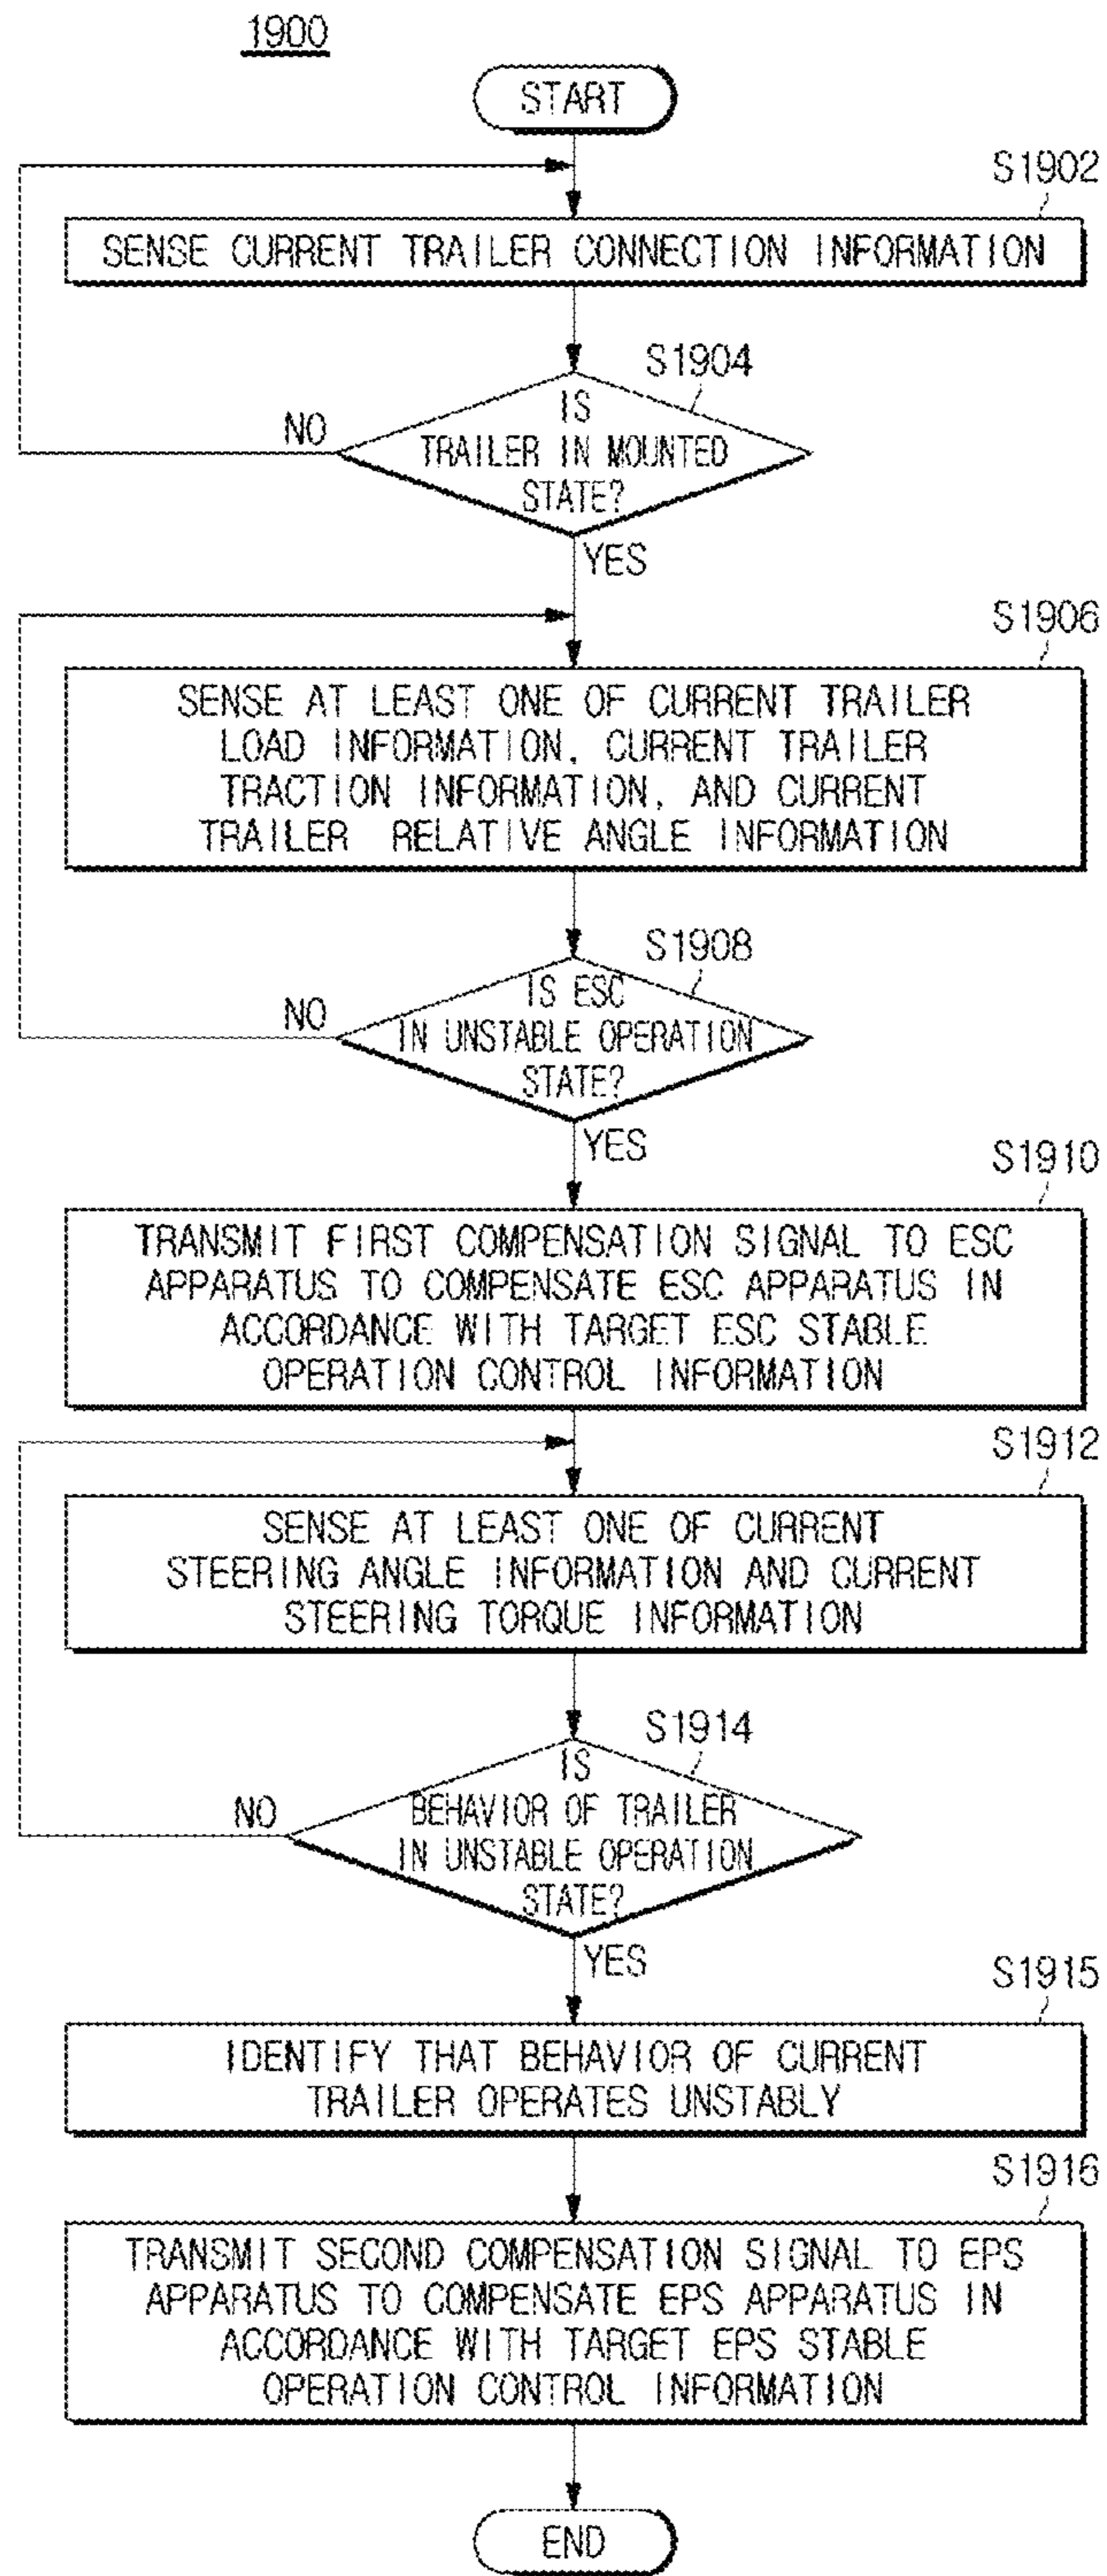 1900
START
S1902
SENSE CURRENT TRAILER CONNECTION INFORMATION
S1904
IS
TRAILER IN MOUNTED
STATE?
NO
YES
S1906
SENSE AT LEAST ONE OF CURRENT TRAILER
LOAD INFORMATION, CURRENT TRAILER
TRACTION INFORMATION, AND CURRENT
TRAILER RELATIVE ANGLE INFORMATION
S1908
IS ESC
IN UNSTABLE OPERATION
STATE?
NO
YES
S1910
TRANSMIT FIRST COMPENSATION SIGNAL TO ESC
APPARATUS TO COMPENSATE ESC APPARATUS IN
ACCORDANCE WITH TARGET ESC STABLE
OPERATION CONTROL INFORMATION
S1912
SENSE AT LEAST ONE OF CURRENT
STEERING ANGLE INFORMATION AND CURRENT
STEERING TORQUE INFORMATION
S1914
IS
BEHAVIOR OF TRAILER
IN UNSTABLE OPERATION
STATE?
NO
YES
S1915
IDENTIFY THAT BEHAVIOR OF CURRENT
TRAILER OPERATES UNSTABLY
S1916
TRANSMIT SECOND COMPENSATION SIGNAL TO EPS
APPARATUS TO COMPENSATE EPS APPARATUS IN
ACCORDANCE WITH TARGET EPS STABLE
OPERATION CONTROL INFORMATION
END